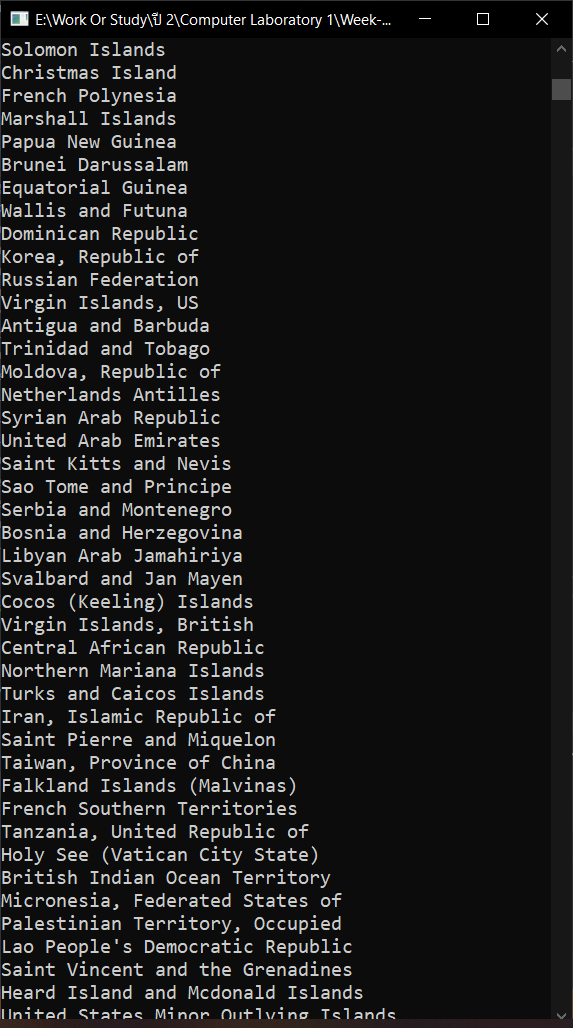 E:\Work Or Study\ปี 2\Computer Laboratory 1\Week-...
Solomon Islands
Christmas Island
French Polynesia
Marshall Islands
Papua New Guinea
Brunei Darussalam
Equatorial Guinea
Wallis and Futuna
Dominican Republic
Korea, Republic of
Russian Federation
Virgin Islands, US
Antigua and Barbuda
Trinidad and Tobago
Moldova, Republic of
Netherlands Antilles
Syrian Arab Republic
United Arab Emirates
Saint Kitts and Nevis
Sao Tome and Principe
Serbia and Montenegro
Bosnia and Herzegovina
Libyan Arab Jamahiriya
Svalbard and Jan Mayen
Cocos (Keeling) Islands
Virgin Islands, British
Central African Republic
Northern Mariana Islands
Turks and Caicos Islands
Iran, Islamic Republic of
Saint Pierre and Miquelon
Taiwan, Province of China
Falkland Islands (Malvinas)
French Southern Territories
Tanzania, United Republic of
Holy See (Vatican City State)
British Indian Ocean Territory
Micronesia, Federated States of
Palestinian Territory, Occupied
Lao People's Democratic Republic
Saint Vincent and the Grenadines
Heard Island and Mcdonald Islands
United States Minor Outlying Islands